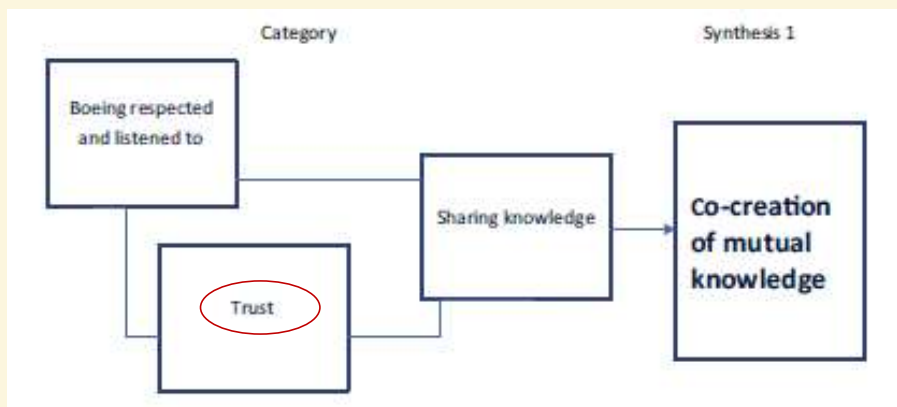 Category
Synthesis 1
Boeing respected
and listened to
Trust
Sharing knowledge
Co-creation
of mutual
knowledge